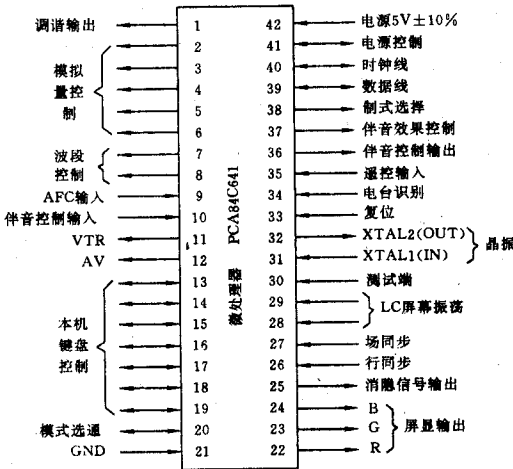 调谐输出 1 42 电源5V±10%
2 41 电源控制
模拟 3 40 时钟线
量控 4 39 数据线
制 5 38 制式选择
6 37 伴音效果控制
波段 7 36 伴音控制输出
控制 8 35 遥控输入
AFC输入 9 34 电台识别
伴音控制输入 10 33 复位
VTR 11 32 XTAL2(OUT)
AV 12 31 XTAL1(IN) 晶振
13 30 测试端
14 29 LC屏幕振荡
本机 15 28
键盘 16 27 场同步
控制 17 26 行同步
18 25 消隐信号输出
19 24 B
模式选通 20 23 G 屏显输出
GND 21 22 R
微处理器 PCA84C641